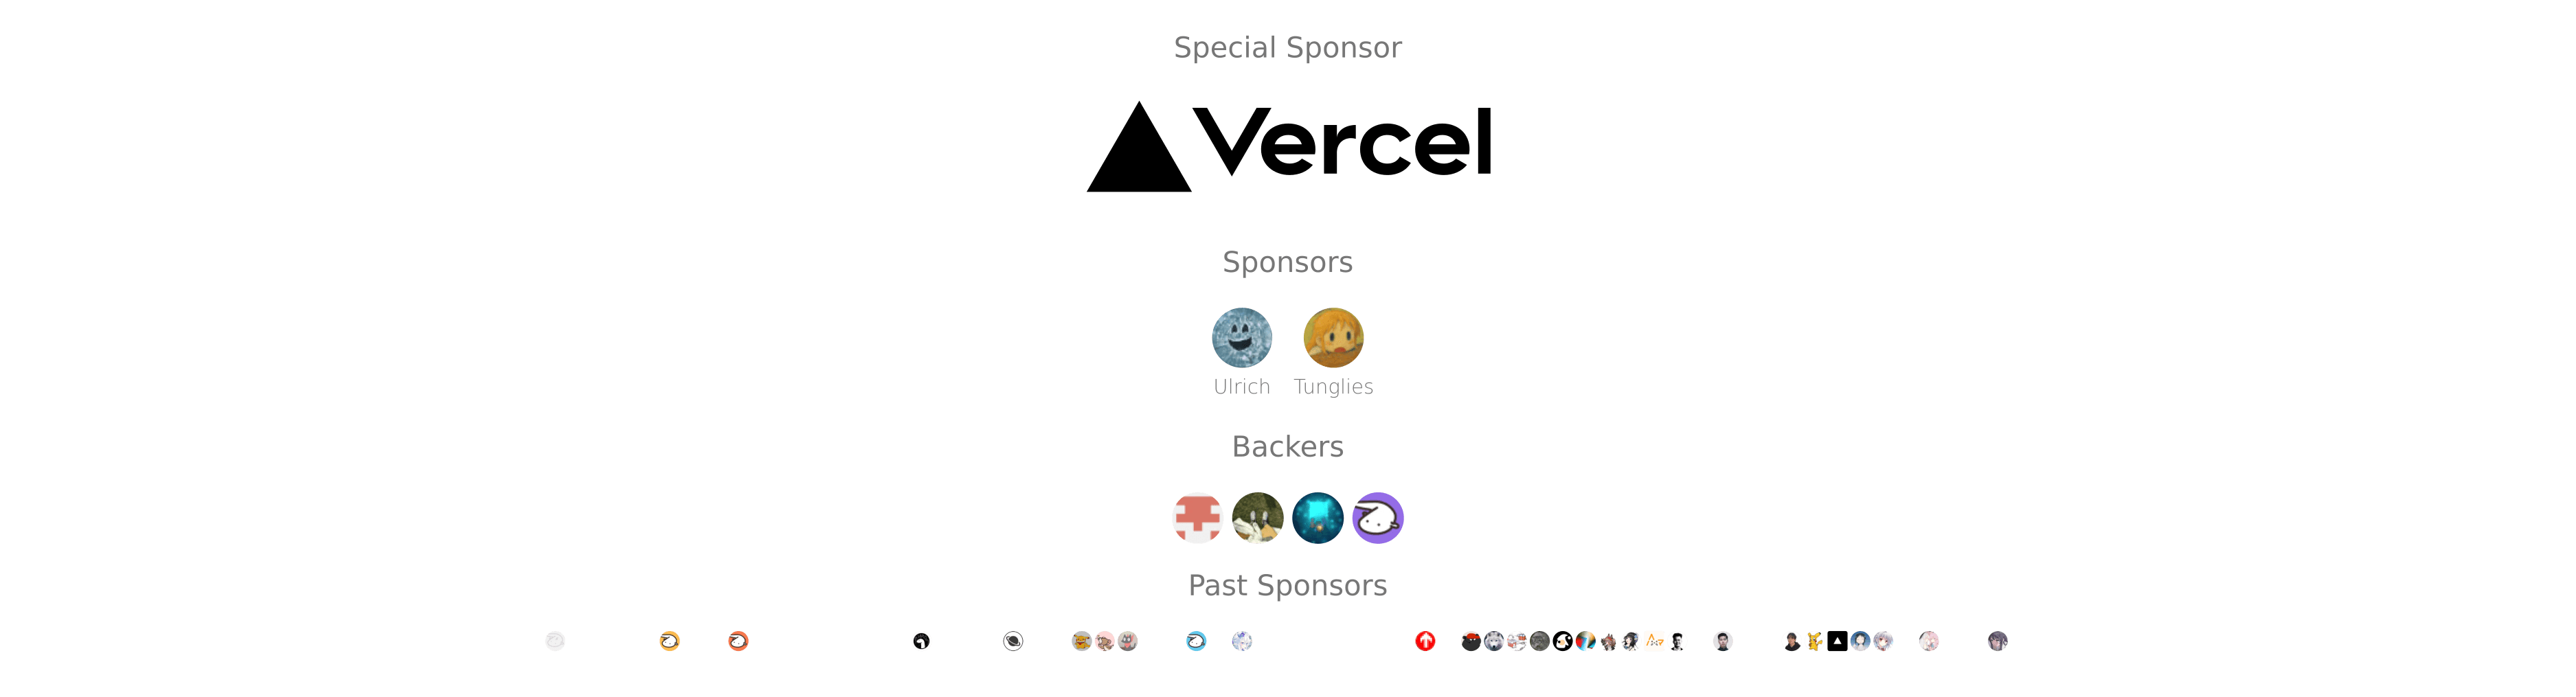 Special Sponsor
Vercel
Sponsors
Ulrich Tunglies
Backers
Past Sponsors